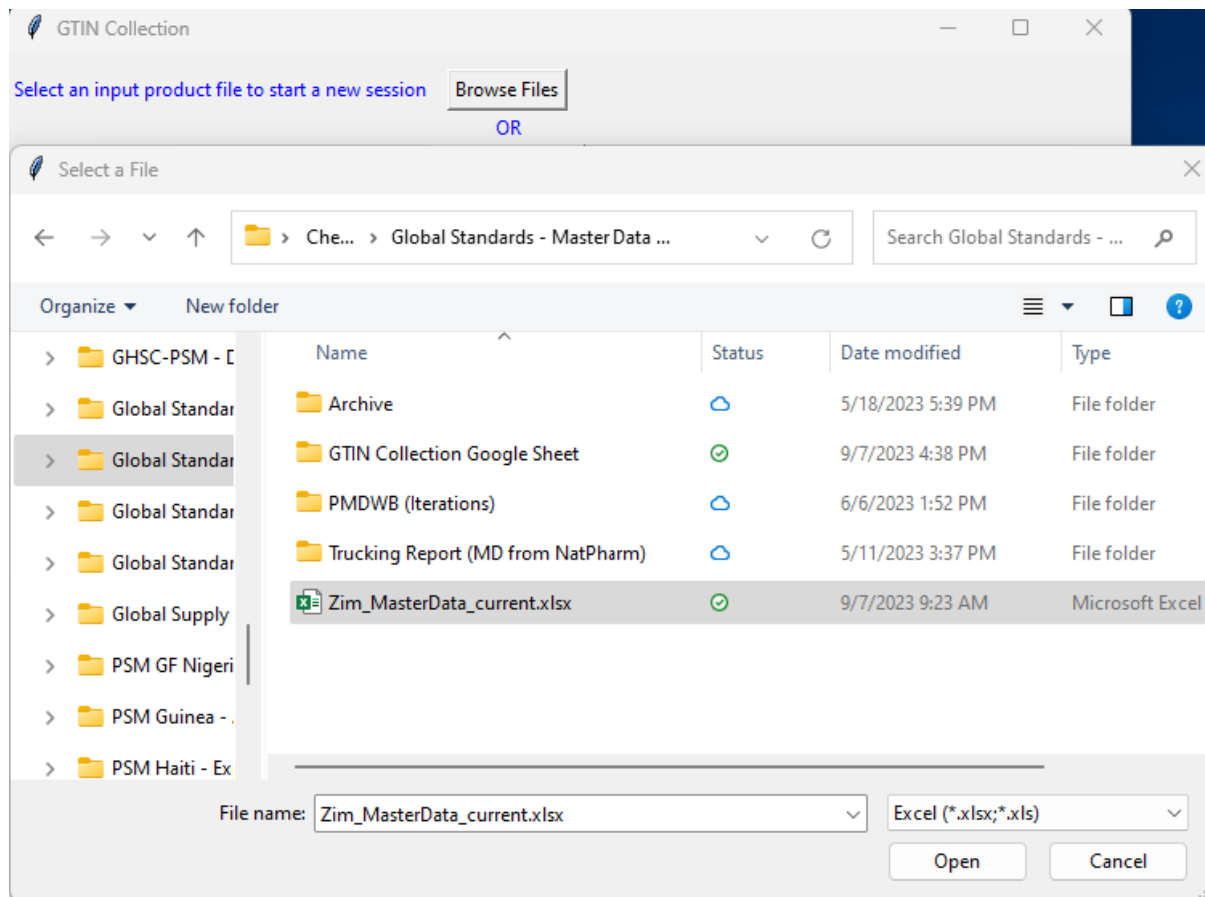 GTIN Collection
Select an input product file to start a new session Browse Files
OR
Select a File
Che... Global Standards - Master Data ... Search Global Standards - ...
Organize New folder
Name Status Date modified Type
GHSC-PSM - D
Global Standar
Global Standar
Global Standar
Global Standar
Global Supply
PSM GF Nigeri
PSM Guinea - .
PSM Haiti - Ex
Archive 5/18/2023 5:39 PM File folder
GTIN Collection Google Sheet 9/7/2023 4:38 PM File folder
PMDWB (Iterations) 6/6/2023 1:52 PM File folder
Trucking Report (MD from NatPharm) 5/11/2023 3:37 PM File folder
Zim_MasterData_current.xlsx 9/7/2023 9:23 AM Microsoft Excel
File name: Zim_MasterData_current.xlsx Excel (*.xlsx;*.xls)
Open Cancel